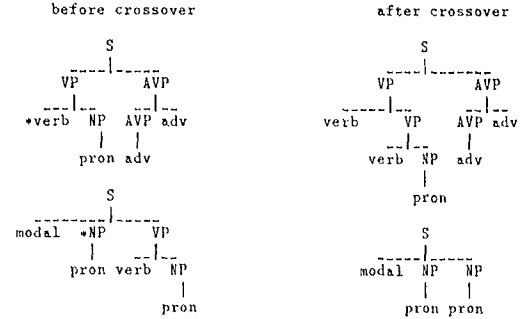 before crossover
after crossover
S
VP AVP
*verb NP AVP adv
pron adv
S
modal *NP VP
pron verb NP
pron
S
VP AVP
verb VP AVP adv
verb NP adv
pron
S
modal NP NP
pron pron